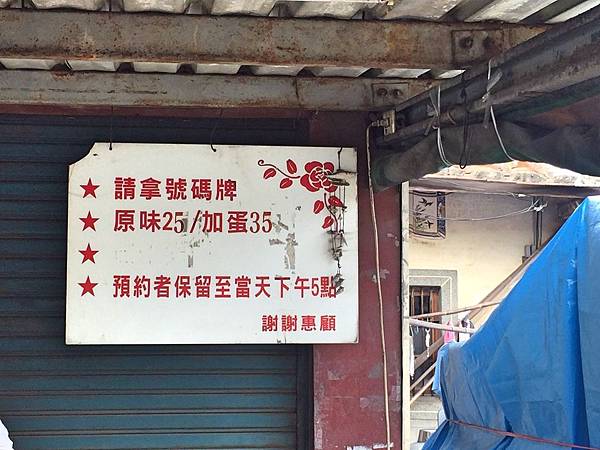 ★ 請拿號碼牌
★ 原味25/加蛋35
★
★ 預約者保留至當天下午5點
謝謝惠顧